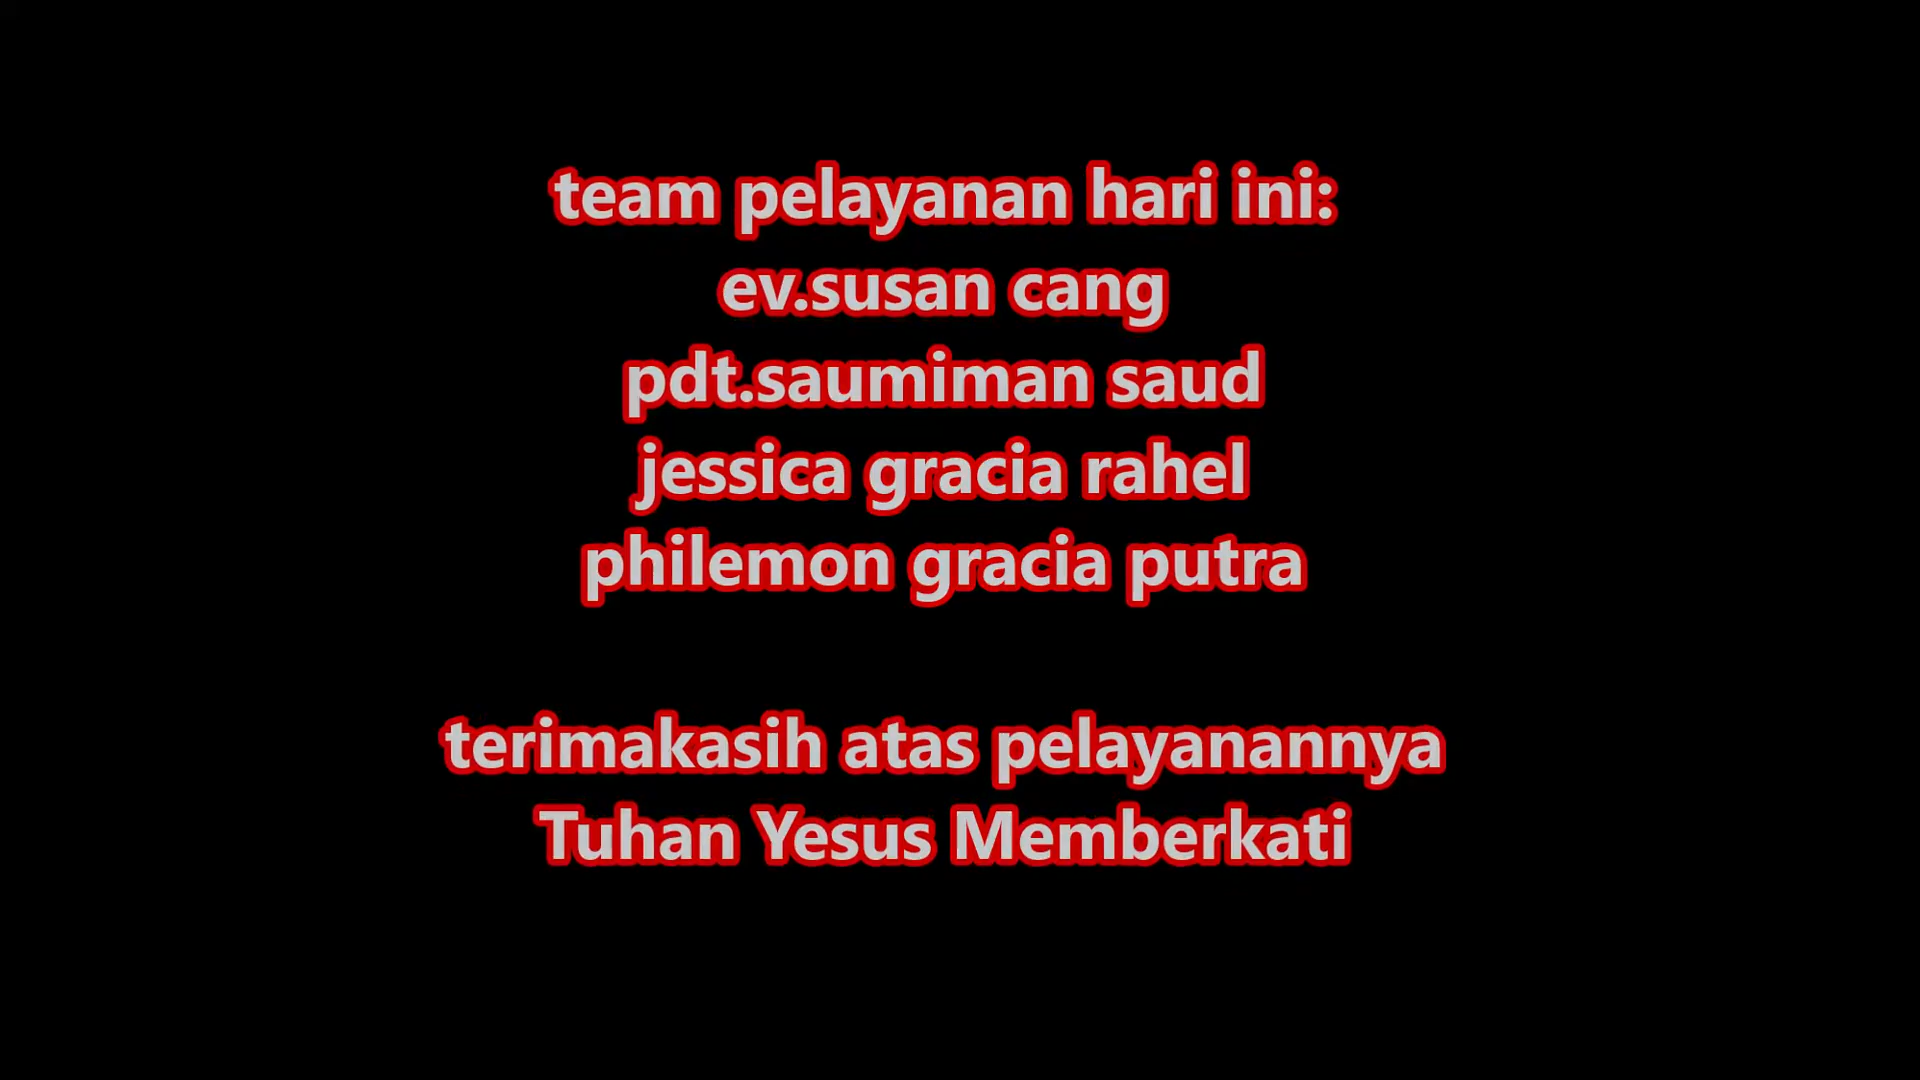 team pelayanan hari ini:
ev.susan cang
pdt.saumiman saud
jessica gracia rahel
philemon gracia putra
terimakasih atas pelayanannya
Tuhan Yesus Memberkati